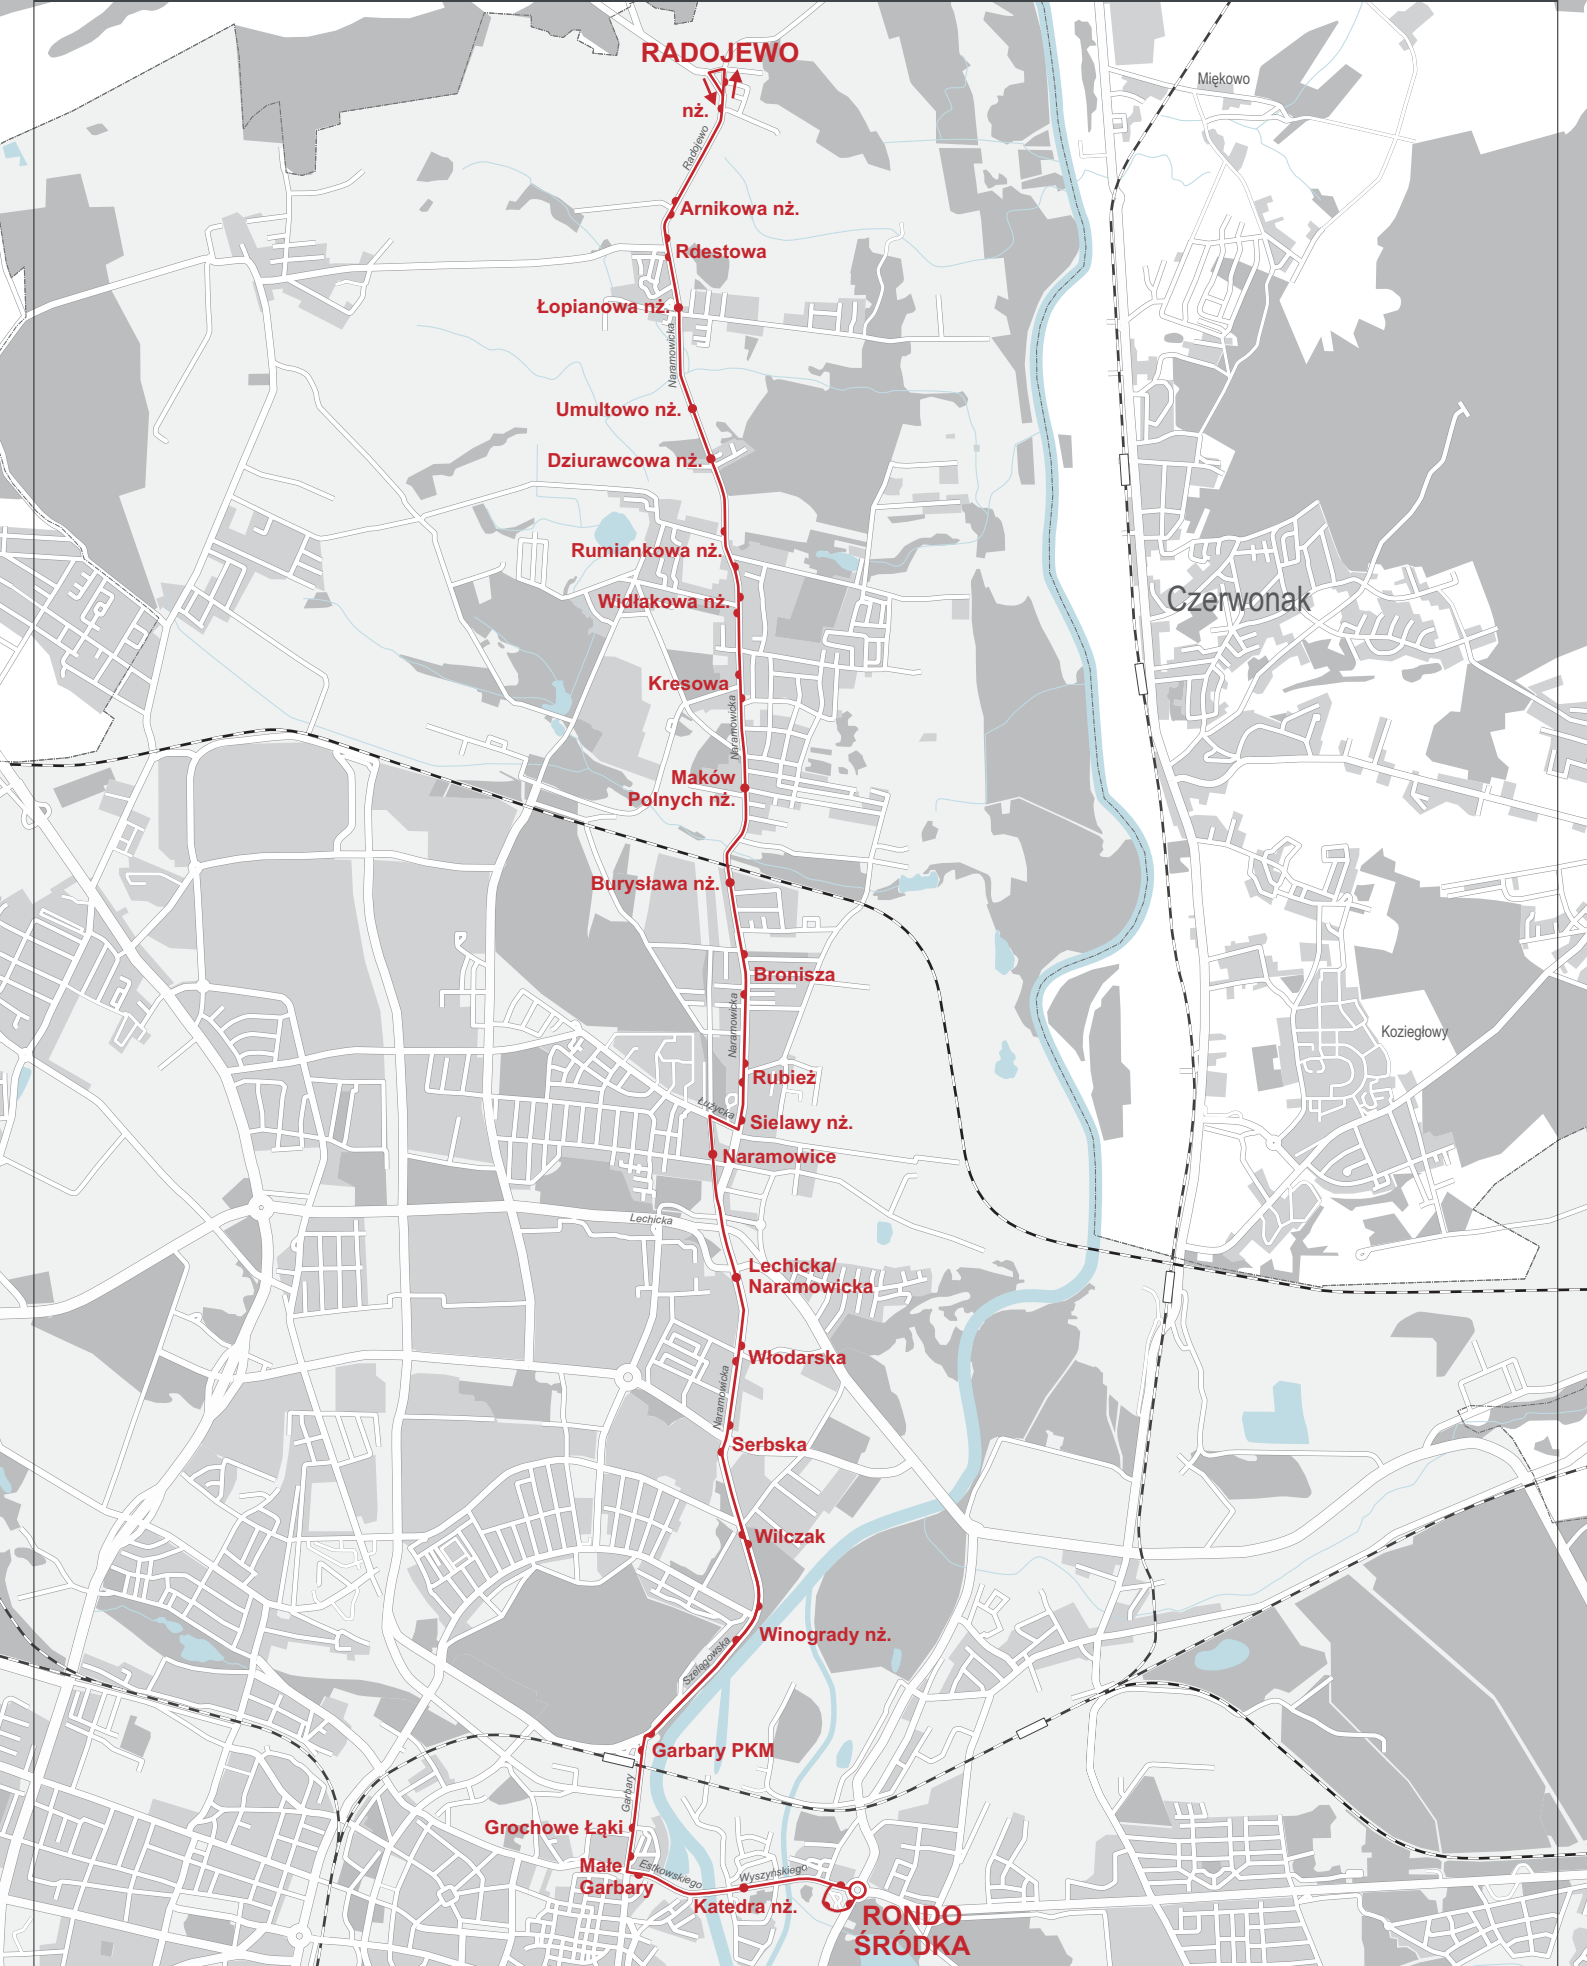 RADOJEWO
Miękowo
nż.
Radojewo
Arnikowa nż.
Rdestowa
Łopianowa nż.
Naramowicka
Umultowo nż.
Dziurawcowa nż.
Rumiankowa nż.
Widłakowa nż.
Czerwonak
Kresowa
Naramowicka
Maków
Polnych nż.
Burysława nż.
Bronisza
Naramowicka
Koziegłowy
Rubież
Łużycka
Sielawy nż.
Naramowice
Lechicka
Lechicka/
Naramowicka
Włodarska
Naramowicka
Serbska
Wilczak
Winogrady nż.
Szelągowska
Garbary PKM
Garbary
Grochowe Łąki
Małe
Garbary
Estkowskiego
Wyszyńskiego
Katedra nż.
RONDO
ŚRÓDKA